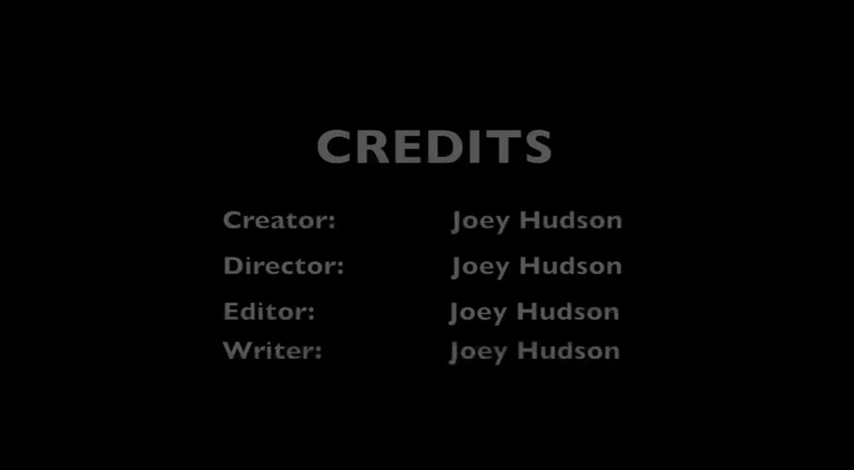 CREDITS
Creator: Joey Hudson
Director: Joey Hudson
Editor: Joey Hudson
Writer: Joey Hudson